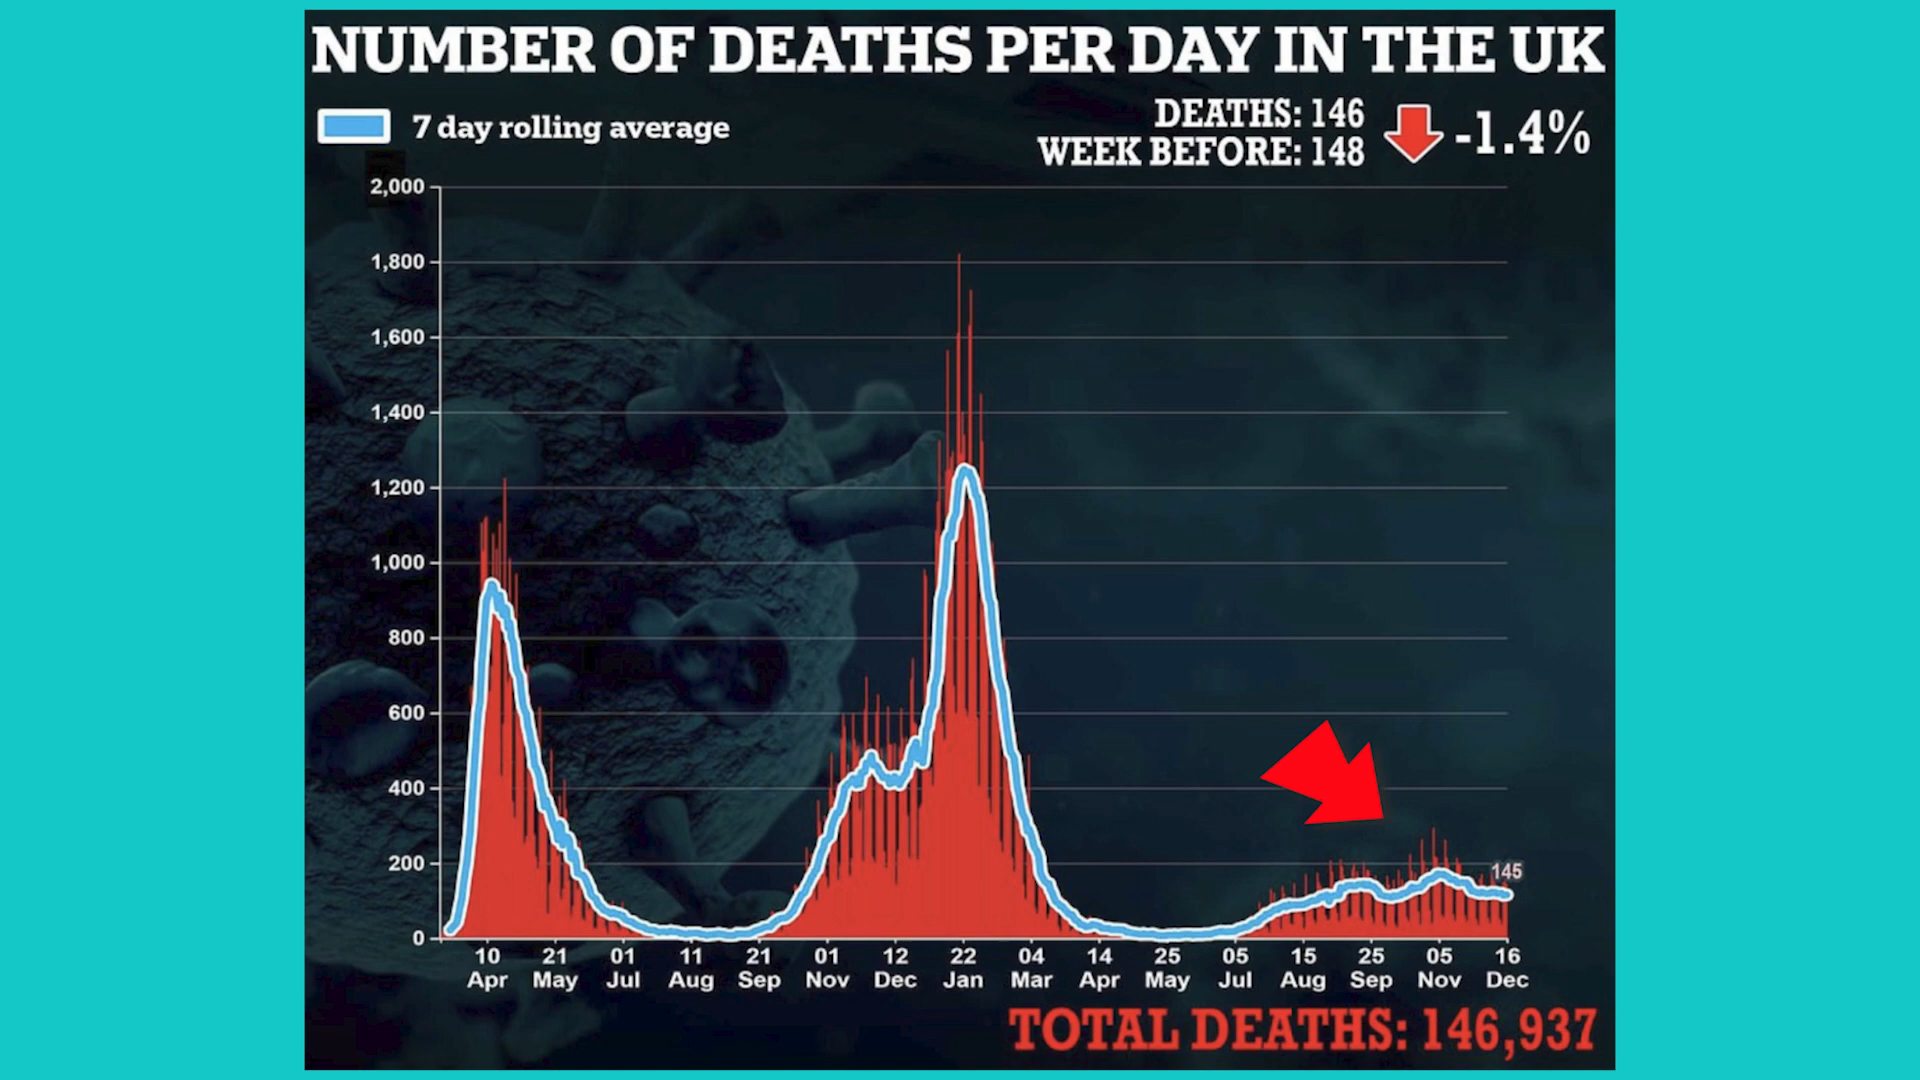 NUMBER OF DEATHS PER DAY IN THE UK
7 day rolling average
DEATHS: 146
WEEK BEFORE: 148
-1.4%
2,000
1,800
1,600
1,400
1,200
1,000
800
600
400
200
0
145
10 Apr
21 May
01 Jul
11 Aug
21 Sep
01 Nov
12 Dec
22 Jan
04 Mar
14 Apr
25 May
05 Jul
15 Aug
25 Sep
05 Nov
16 Dec
TOTAL DEATHS: 146,937